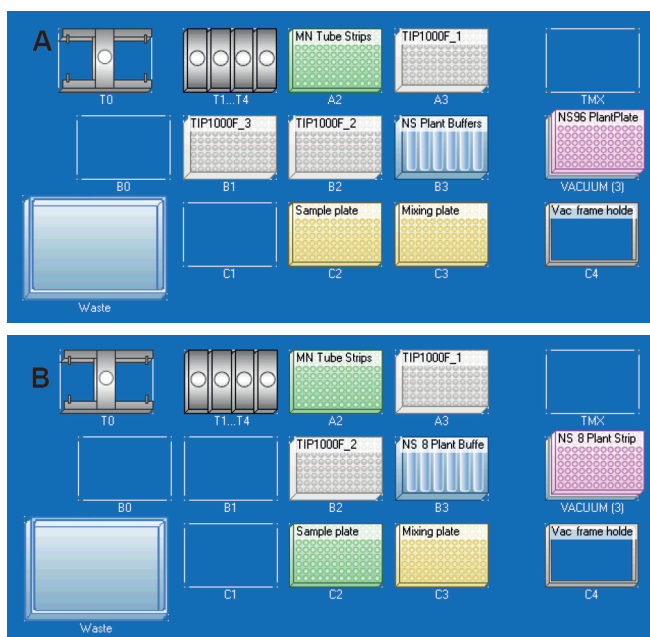 A
MN Tube Strips
TIP1000F_1
T0
T1...T4
A2
A3
TMX
TIP1000F_3
TIP1000F_2
NS Plant Buffers
NS96 PlantPlate
B0
B1
B2
B3
VACUUM (3)
Sample plate
Mixing plate
Vac frame holde
C1
C2
C3
C4
Waste
B
MN Tube Strips
TIP1000F_1
T0
T1...T4
A2
A3
TMX
TIP1000F_2
NS 8 Plant Buffe
NS 8 Plant Strip
B0
B1
B2
B3
VACUUM (3)
Sample plate
Mixing plate
Vac frame holde
C1
C2
C3
C4
Waste